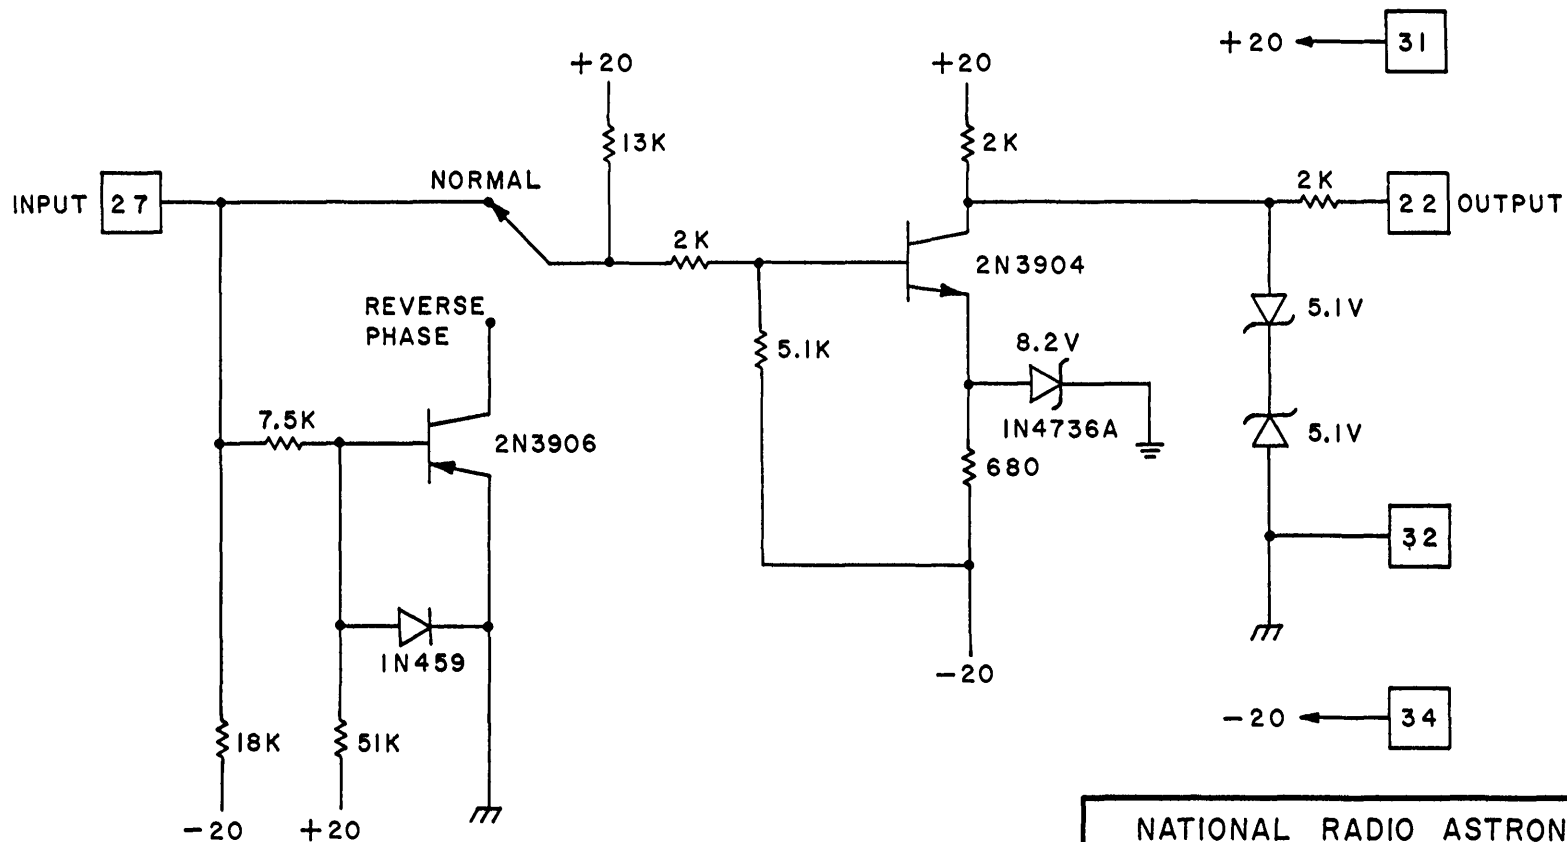 31
+20
+20
+20
13K
2K
NORMAL
INPUT 27
2K
22 OUTPUT
2K
2N3904
REVERSE
PHASE
5.1V
8.2V
5.1K
7.5K
2N3906
1N4736A
5.1V
680
32
1N459
-20
-20
34
18K
51K
-20
+20
NATIONAL RADIO ASTRON